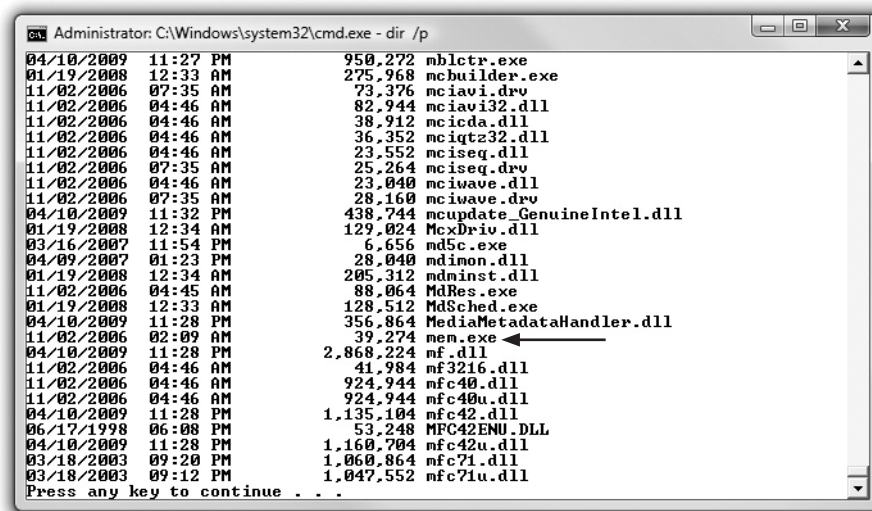 Administrator: C:\Windows\system32\cmd.exe - dir /p
04/10/2009 11:27 PM 950,272 mblctr.exe
01/19/2008 12:33 AM 275,968 mcbuilder.exe
11/02/2006 07:35 AM 73,376 mciavi.drv
11/02/2006 04:46 AM 82,944 mciavi32.dll
11/02/2006 04:46 AM 38,912 mcicda.dll
11/02/2006 04:46 AM 36,352 mciqtz32.dll
11/02/2006 04:46 AM 23,552 mciseq.dll
11/02/2006 07:35 AM 25,264 mciseq.drv
11/02/2006 04:46 AM 23,040 mciwave.dll
11/02/2006 07:35 AM 28,160 mciwave.drv
04/10/2009 11:32 PM 438,744 mcupdate_GenuineIntel.dll
01/19/2008 12:34 AM 129,024 McxDriv.dll
03/16/2007 11:54 PM 6,656 md5c.exe
04/09/2007 01:23 PM 28,040 mdimon.dll
01/19/2008 12:34 AM 205,312 mdminst.dll
11/02/2006 04:45 AM 88,064 MdRes.exe
01/19/2008 12:33 AM 128,512 MdSched.exe
04/10/2009 11:28 PM 356,864 MediaMetadataHandler.dll
11/02/2006 02:09 AM 39,274 mem.exe
04/10/2009 11:28 PM 2,868,224 mf.dll
11/02/2006 04:46 AM 41,984 mf3216.dll
11/02/2006 04:46 AM 924,944 mfc40.dll
11/02/2006 04:46 AM 924,944 mfc40u.dll
04/10/2009 11:28 PM 1,135,104 mfc42.dll
06/17/1998 06:08 PM 53,248 MFC42ENU.DLL
04/10/2009 11:28 PM 1,160,704 mfc42u.dll
03/18/2003 09:20 PM 1,060,864 mfc71.dll
03/18/2003 09:12 PM 1,047,552 mfc71u.dll
Press any key to continue . . .